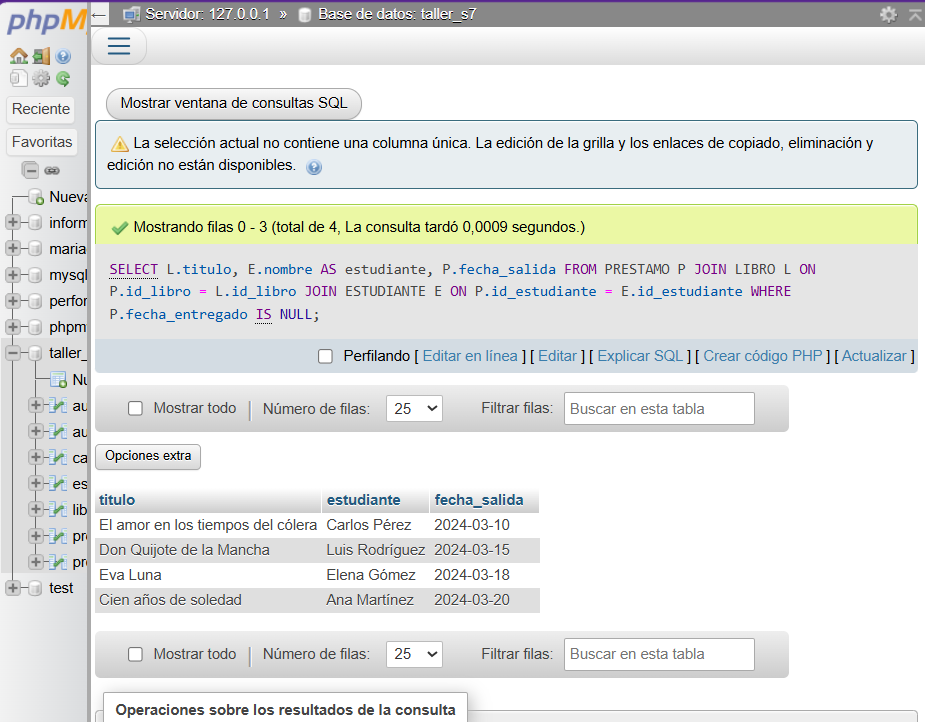 phpM
Servidor: 127.0.0.1 » Base de datos: taller_s7
Reciente
Favoritas
Nueva
inform
maria
mysql
perfor
phpm
taller_
Nu
au
au
ca
es
lib
pr
pr
test
Mostrar ventana de consultas SQL
La selección actual no contiene una columna única. La edición de la grilla y los enlaces de copiado, eliminación y
edición no están disponibles.
Mostrando filas 0 - 3 (total de 4, La consulta tardó 0,0009 segundos.)
SELECT L.titulo, E.nombre AS estudiante, P.fecha_salida FROM PRESTAMO P JOIN LIBRO L ON
P.id_libro = L.id_libro JOIN ESTUDIANTE E ON P.id_estudiante = E.id_estudiante WHERE
P.fecha_entregado IS NULL;
Perfilando [ Editar en línea ] [ Editar ] [ Explicar SQL ] [ Crear código PHP ] [ Actualizar ]
Mostrar todo | Número de filas: 25 Filtrar filas: Buscar en esta tabla
Opciones extra
titulo estudiante fecha_salida
El amor en los tiempos del cólera Carlos Pérez 2024-03-10
Don Quijote de la Mancha Luis Rodríguez 2024-03-15
Eva Luna Elena Gómez 2024-03-18
Cien años de soledad Ana Martínez 2024-03-20
Mostrar todo | Número de filas: 25 Filtrar filas: Buscar en esta tabla
Operaciones sobre los resultados de la consulta